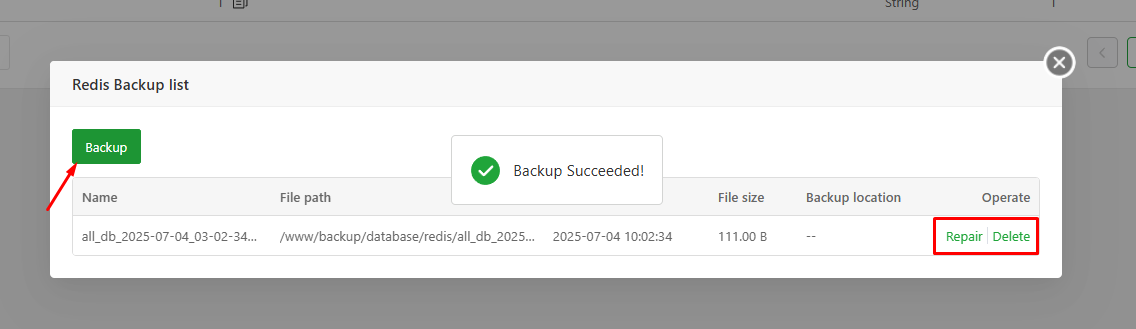 String
Redis Backup list
Backup
Backup Succeeded!
Name File path File size Backup location Operate
all_db_2025-07-04_03-02-34... /www/backup/database/redis/all_db_2025... 2025-07-04 10:02:34 111.00 B -- Repair Delete